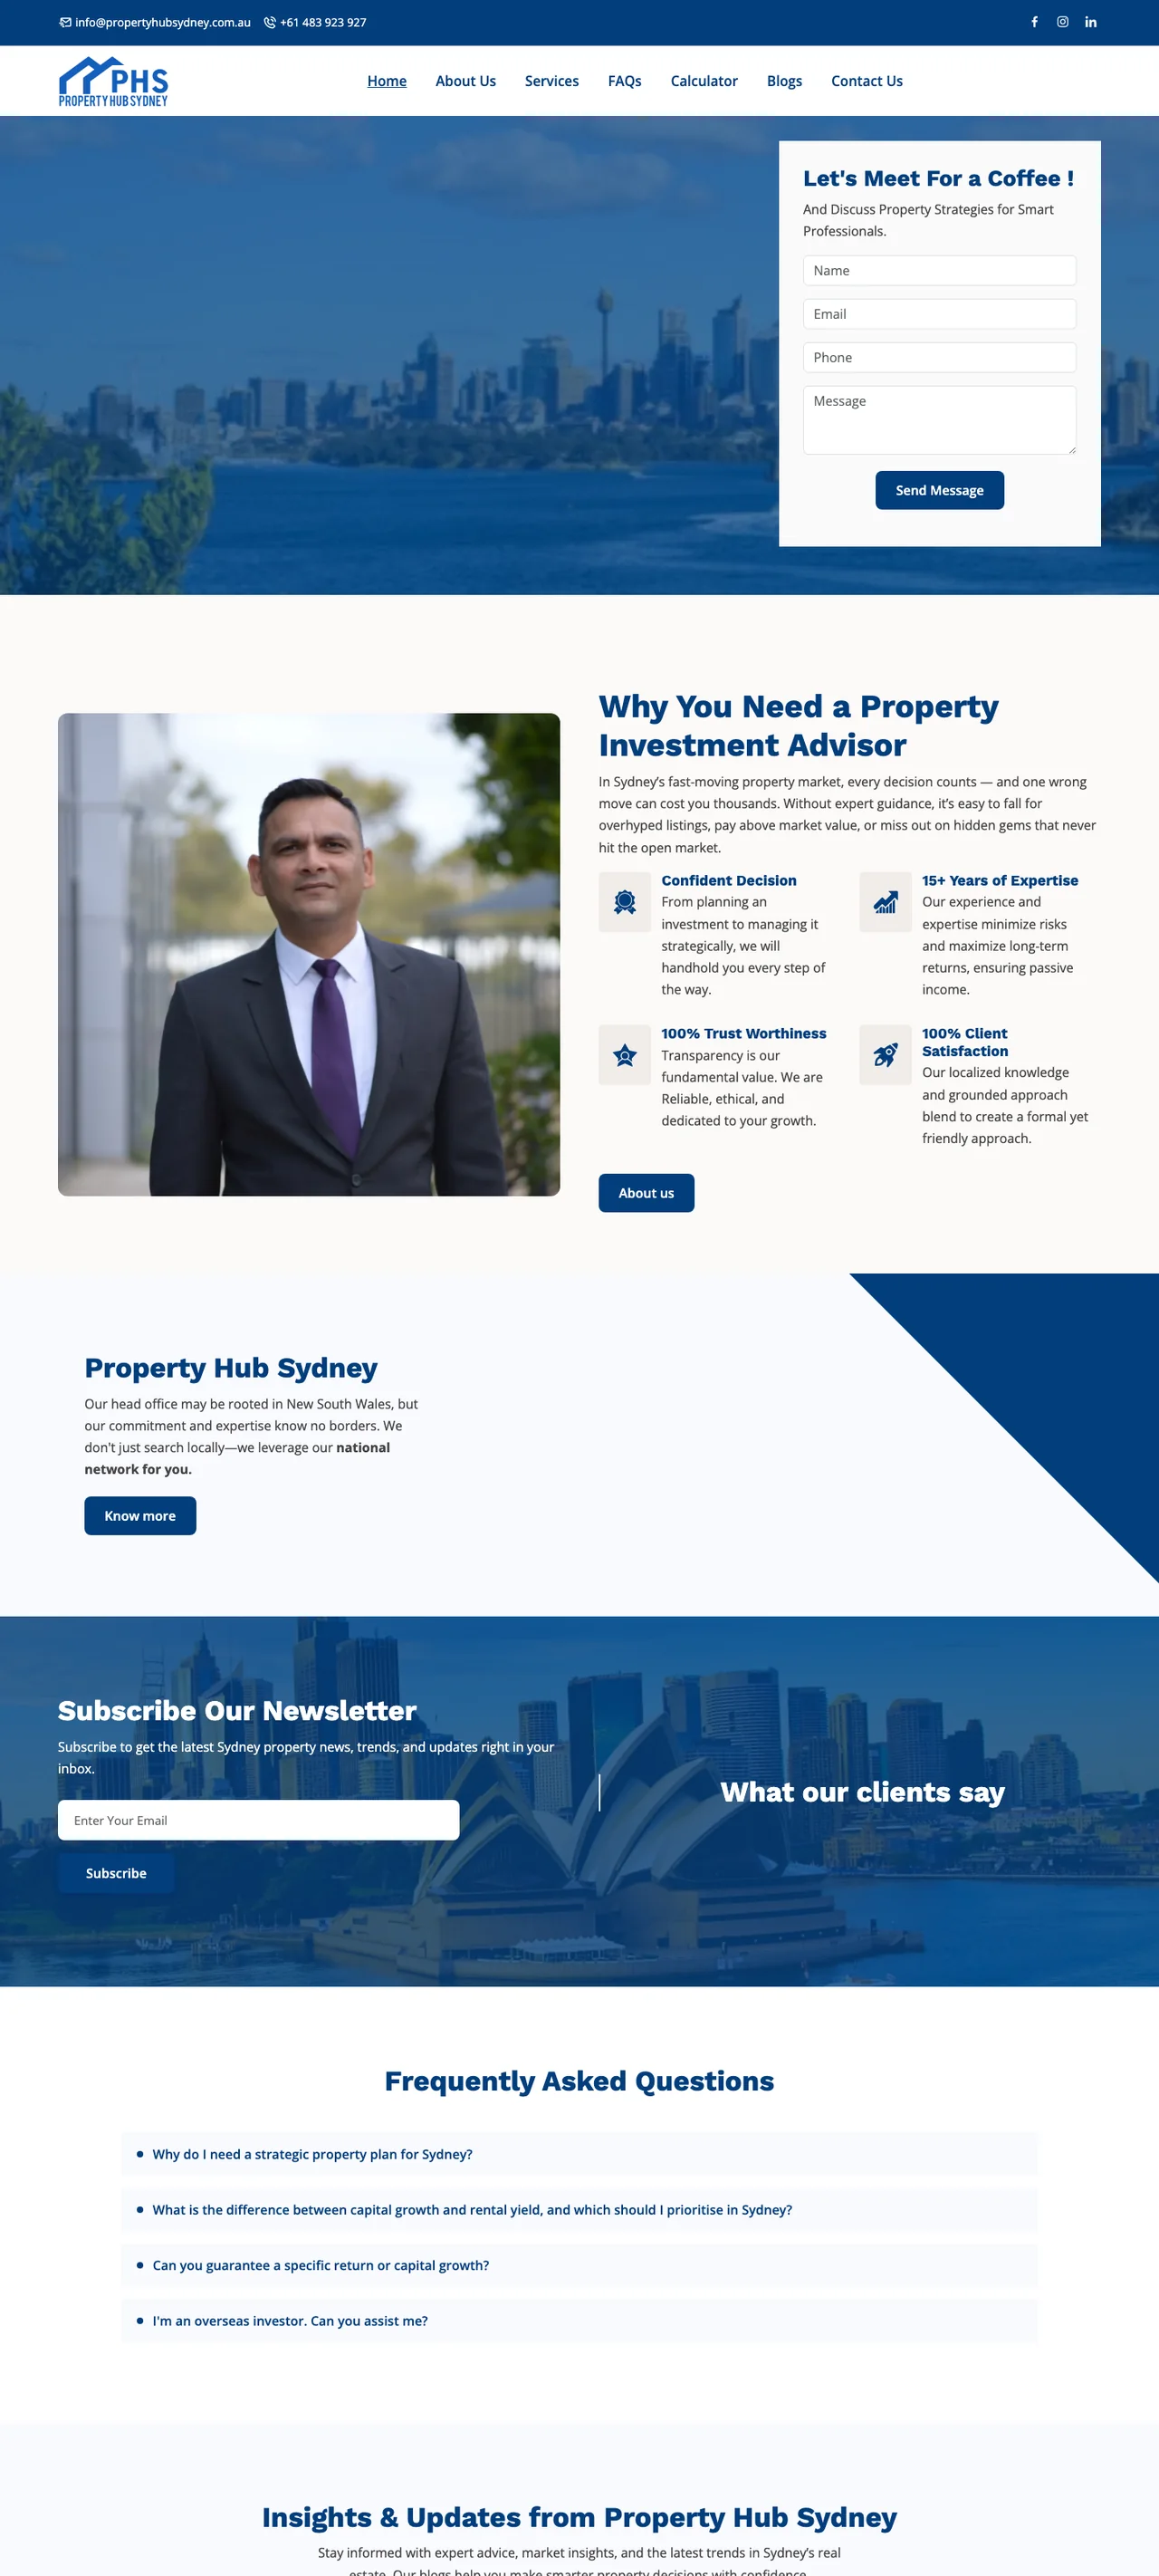 info@propertyhubsydney.com.au +61 483 923 927
PHS
PROPERTY HUB SYDNEY
Home About Us Services FAQs Calculator Blogs Contact Us
Let's Meet For a Coffee !
And Discuss Property Strategies for Smart
Professionals.
Name
Email
Phone
Message
Send Message
Why You Need a Property
Investment Advisor
In Sydney’s fast-moving property market, every decision counts — and one wrong
move can cost you thousands. Without expert guidance, it’s easy to fall for
overhyped listings, pay above market value, or miss out on hidden gems that never
hit the open market.
Confident Decision
From planning an
investment to managing it
strategically, we will
handhold you every step of
the way.
15+ Years of Expertise
Our experience and
expertise minimize risks
and maximize long-term
returns, ensuring passive
income.
100% Trust Worthiness
Transparency is our
fundamental value. We are
Reliable, ethical, and
dedicated to your growth.
100% Client
Satisfaction
Our localized knowledge
and grounded approach
blend to create a formal yet
friendly approach.
About us
Property Hub Sydney
Our head office may be rooted in New South Wales, but
our commitment and expertise know no borders. We
don't just search locally—we leverage our national
network for you.
Know more
Subscribe Our Newsletter
Subscribe to get the latest Sydney property news, trends, and updates right in your
inbox.
Enter Your Email
Subscribe
What our clients say
Frequently Asked Questions
Why do I need a strategic property plan for Sydney?
What is the difference between capital growth and rental yield, and which should I prioritise in Sydney?
Can you guarantee a specific return or capital growth?
I'm an overseas investor. Can you assist me?
Insights & Updates from Property Hub Sydney
Stay informed with expert advice, market insights, and the latest trends in Sydney’s real
estate. Our blogs help you make smarter property decisions with confidence.